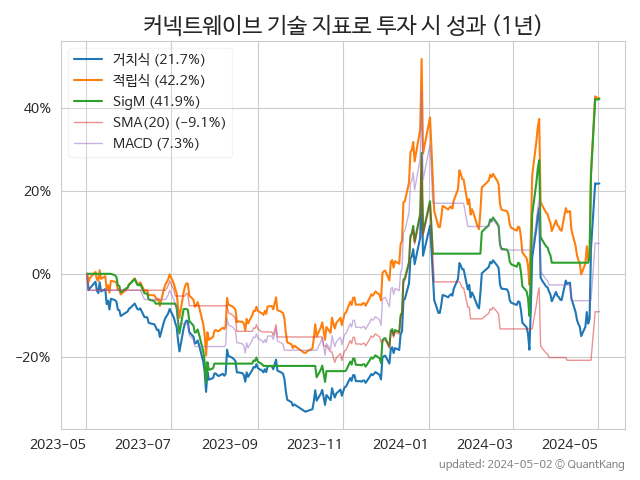 커넥트웨이브 기술 지표로 투자 시 성과 (1년)
거치식 (21.7%)
적립식 (42.2%)
SigM (41.9%)
SMA(20) (−9.1%)
MACD (7.3%)
40%
20%
0%
−20%
2023-05 2023-07 2023-09 2023-11 2024-01 2024-03 2024-05
updated: 2024-05-02 © QuantKang